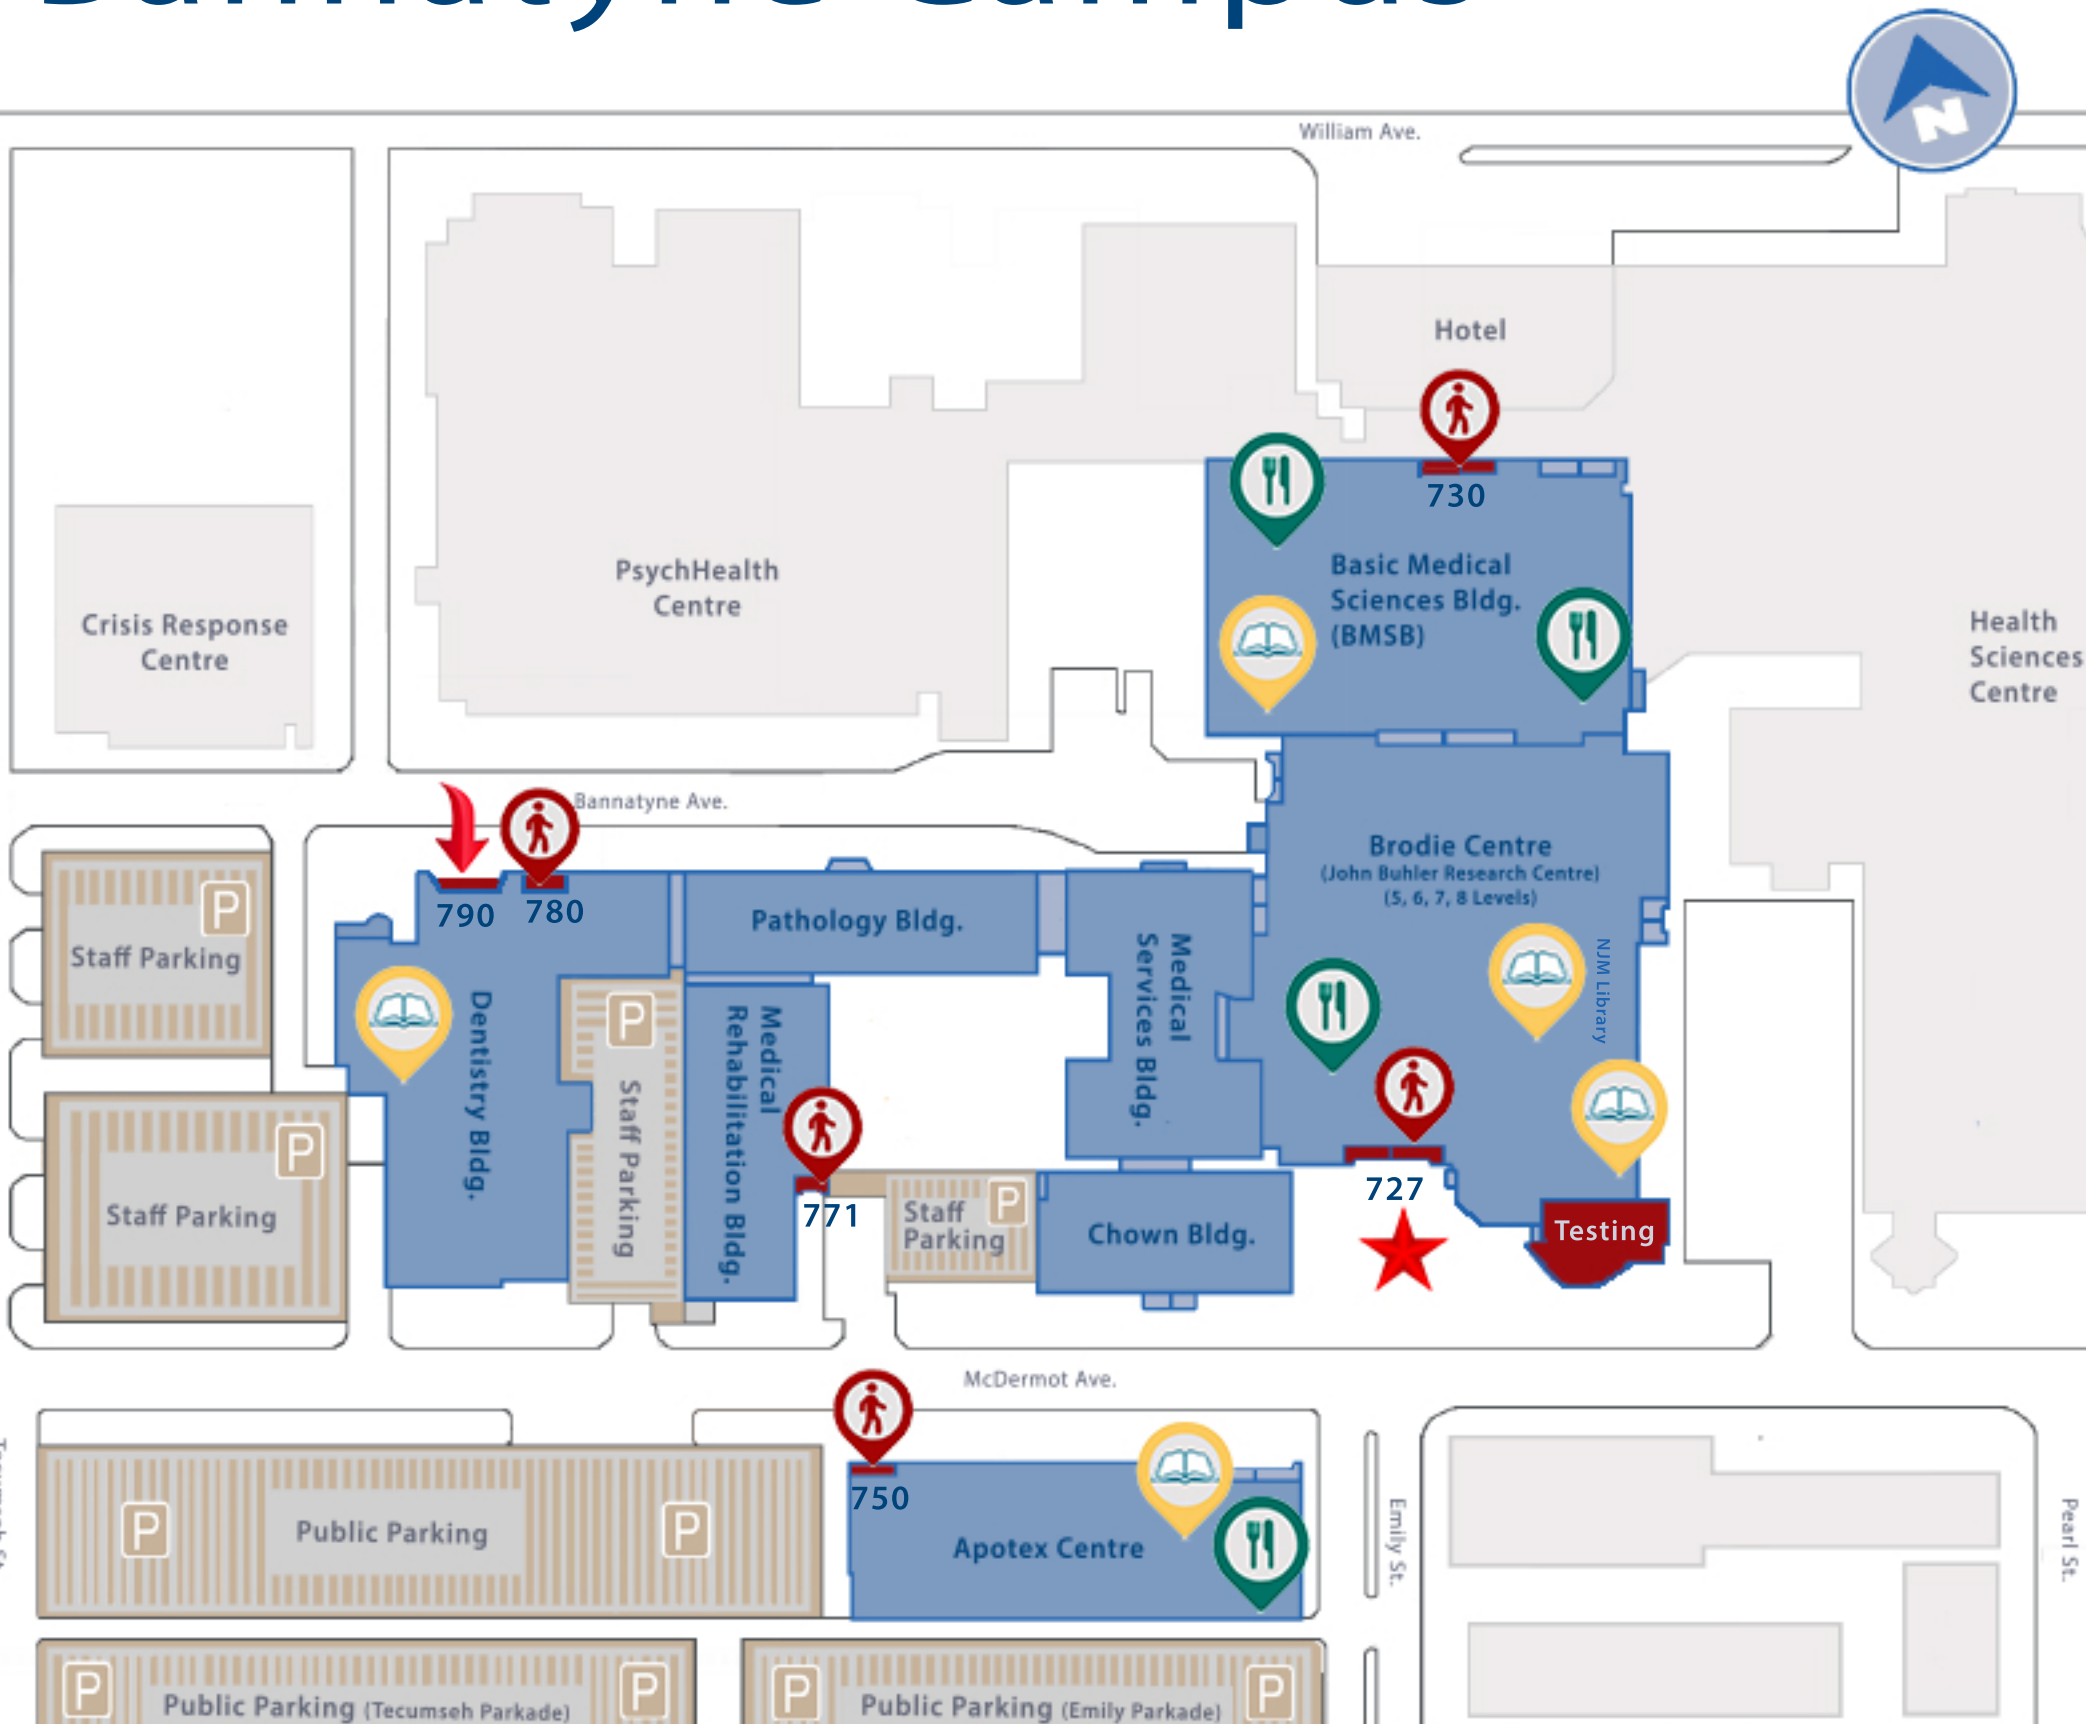 Bannatyne Campus
N
William Ave.
Hotel
730
Basic Medical
Sciences Bldg.
(BMSB)
PsychHealth
Centre
Crisis Response
Centre
Health
Sciences
Centre
Bannatyne Ave.
790
780
Pathology Bldg.
Brodie Centre
(John Buhler Research Centre)
(5, 6, 7, 8 Levels)
NJM Library
Medical
Services Bldg.
P
Staff Parking
Dentistry Bldg.
P
Staff Parking
Medical
Rehabilitation Bldg.
P
Staff Parking
771
P
Staff
Parking
Chown Bldg.
727
Testing
McDermot Ave.
750
Apotex Centre
P
Public Parking
P
Emily St.
Pearl St.
P
Public Parking (Tecumseh Parkade)
P
P
Public Parking (Emily Parkade)
P